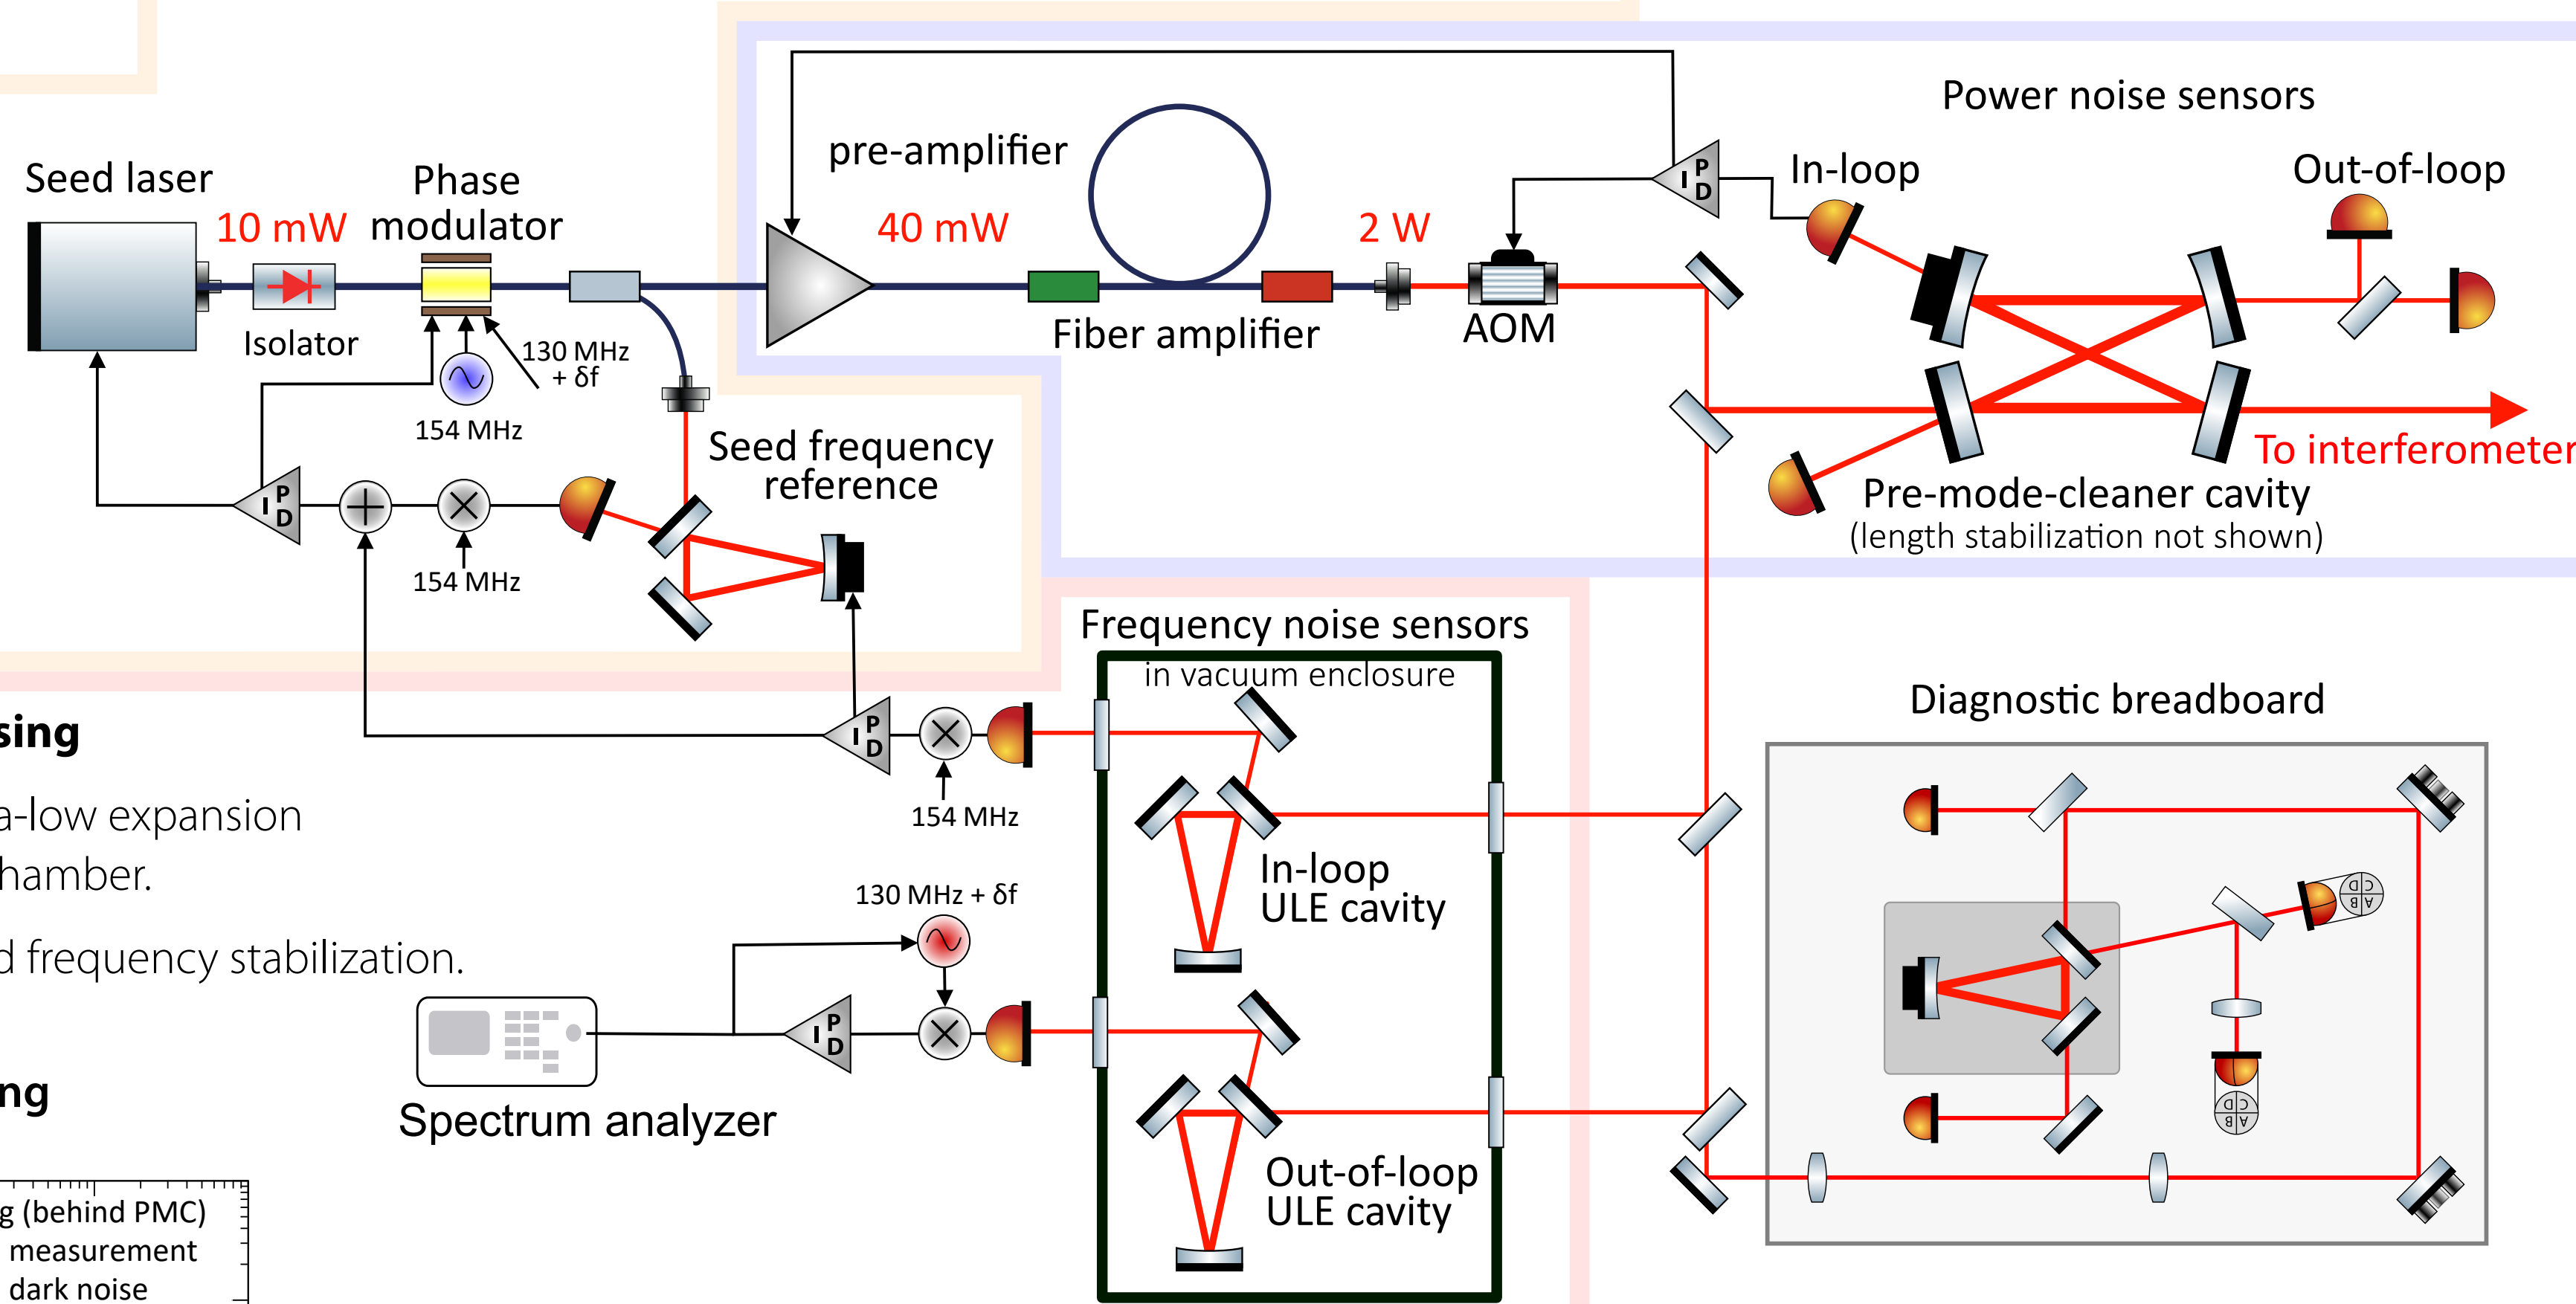 Power noise sensors
pre-amplifier
In-loop
Out-of-loop
Seed laser
Phase
modulator
10 mW
40 mW
2 W
P
I
D
Isolator
130 MHz
+ δf
Fiber amplifier
AOM
154 MHz
Seed frequency
reference
To interferometer
Pre-mode-cleaner cavity
(length stabilization not shown)
P
I
D
154 MHz
Frequency noise sensors
in vacuum enclosure
Diagnostic breadboard
sing
P
I
D
154 MHz
a-low expansion
hamber.
In-loop
ULE cavity
130 MHz + δf
A
B
C
D
d frequency stabilization.
P
I
D
Spectrum analyzer
ng
A
B
C
D
Out-of-loop
ULE cavity
g (behind PMC)
measurement
dark noise